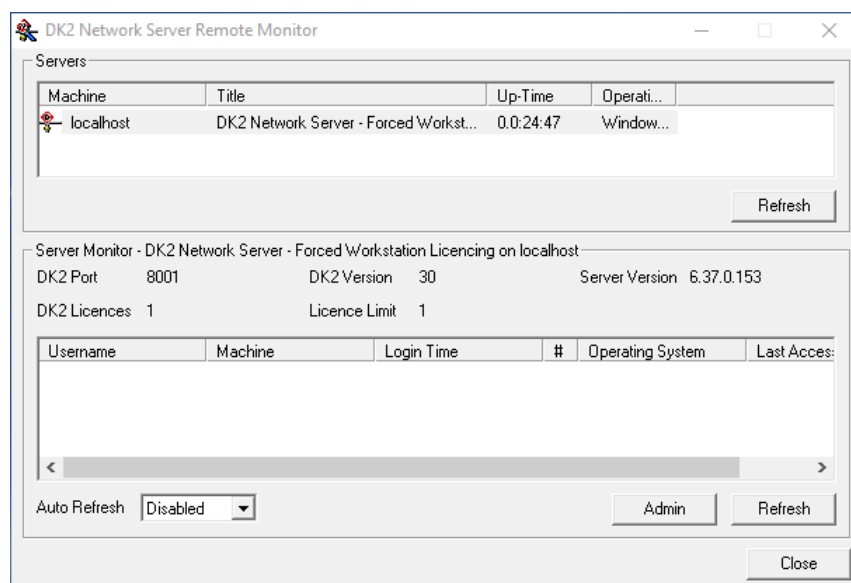 DK2 Network Server Remote Monitor
Servers
Machine Title Up-Time Operati...
localhost DK2 Network Server - Forced Workst... 0.0:24:47 Window...
Refresh
Server Monitor - DK2 Network Server - Forced Workstation Licencing on localhost
DK2 Port 8001 DK2 Version 30 Server Version 6.37.0.153
DK2 Licences 1 Licence Limit 1
Username Machine Login Time # Operating System Last Acces
Auto Refresh Disabled Admin Refresh
Close